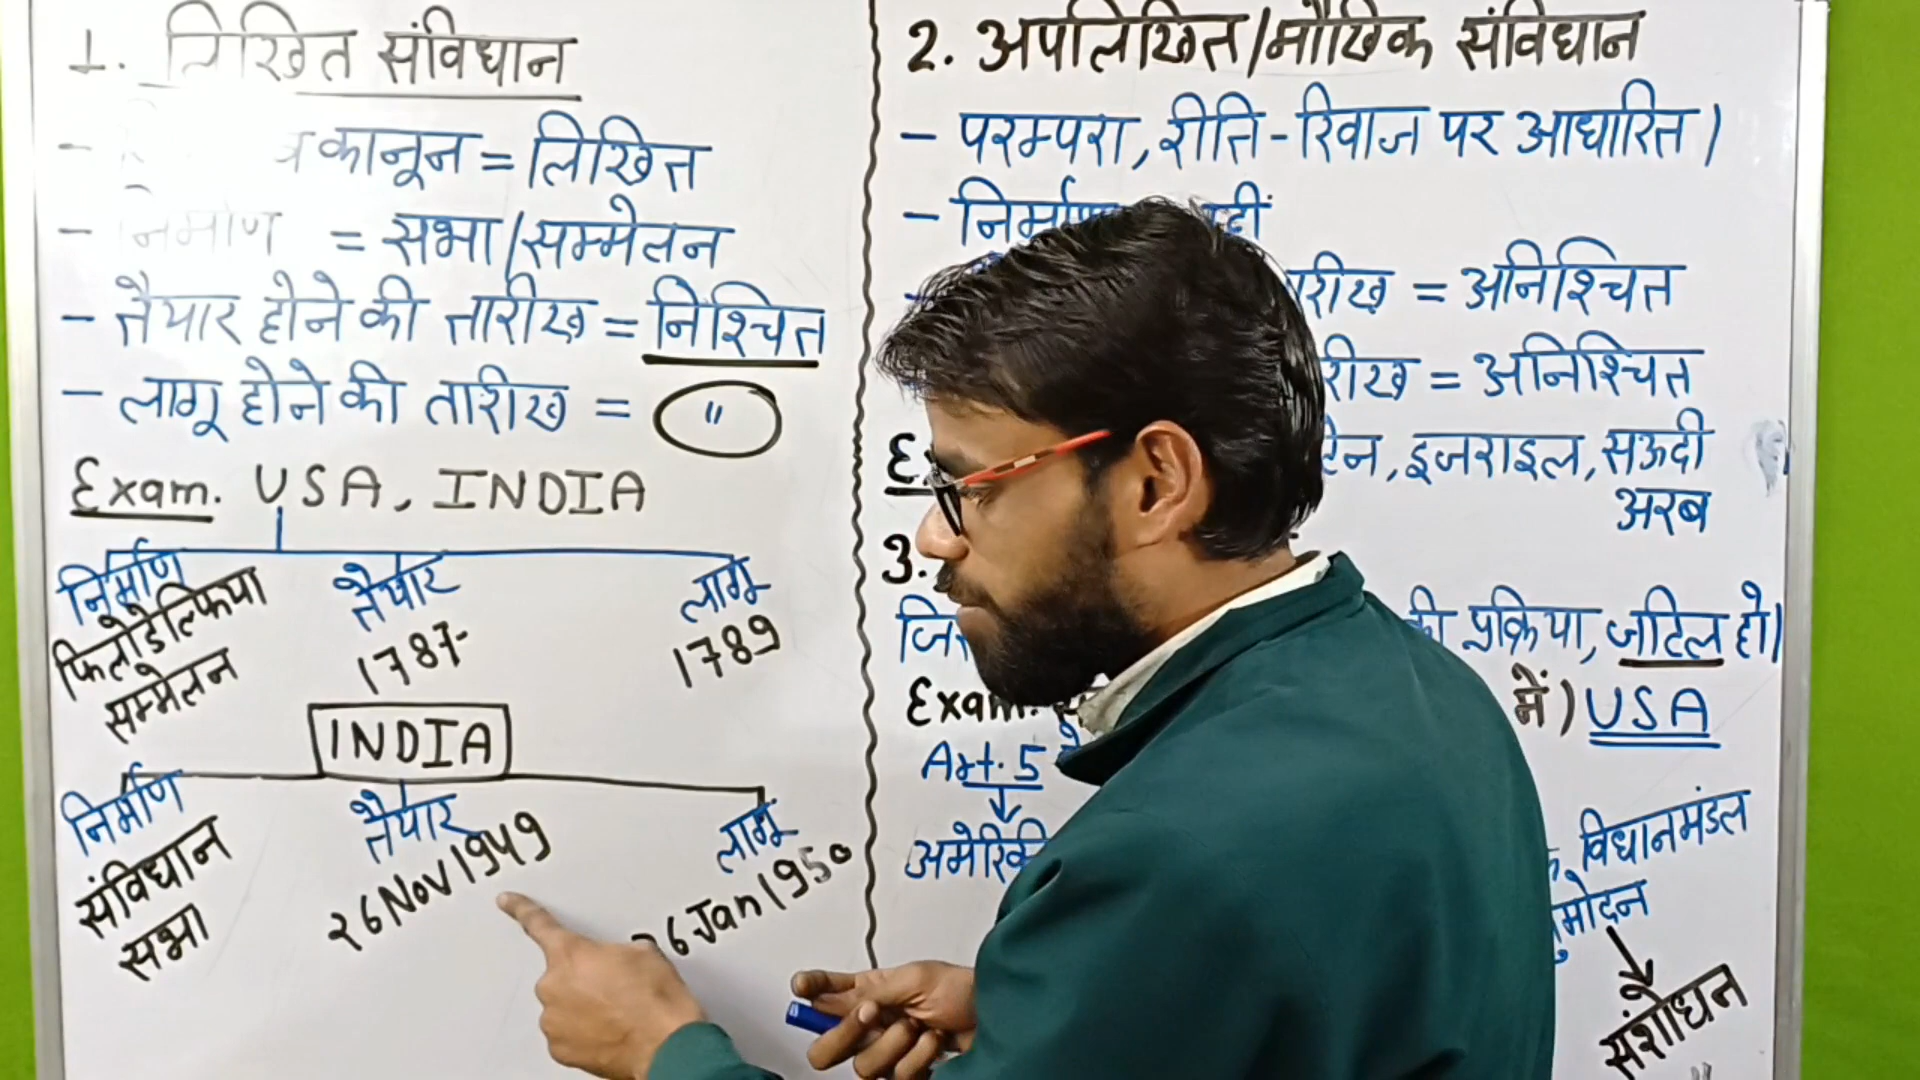 1. लिखित संविधान
- कानून = लिखित
- निर्माण = सभा/सम्मेलन
- तैयार होने की तारीख = निश्चित
- लागू होने की तारीख = "
Exam. USA, INDIA
निर्माण तैयार लागू
फिलाडेल्फिया सम्मेलन 1787 1789
INDIA
निर्माण तैयार लागू
संविधान सभा 26 Nov 1949 26 Jan 1950
2. अपलिखित/मौखिक संविधान
- परम्परा, रीति-रिवाज पर आधारित।
- निर्माण
= अनिश्चित
= अनिश्चित
इजराइल, सऊदी
अरब
3.
की प्रक्रिया, जटिल हो।
Exam. में) USA
Art. 5
विधानमंडल
संशोधन